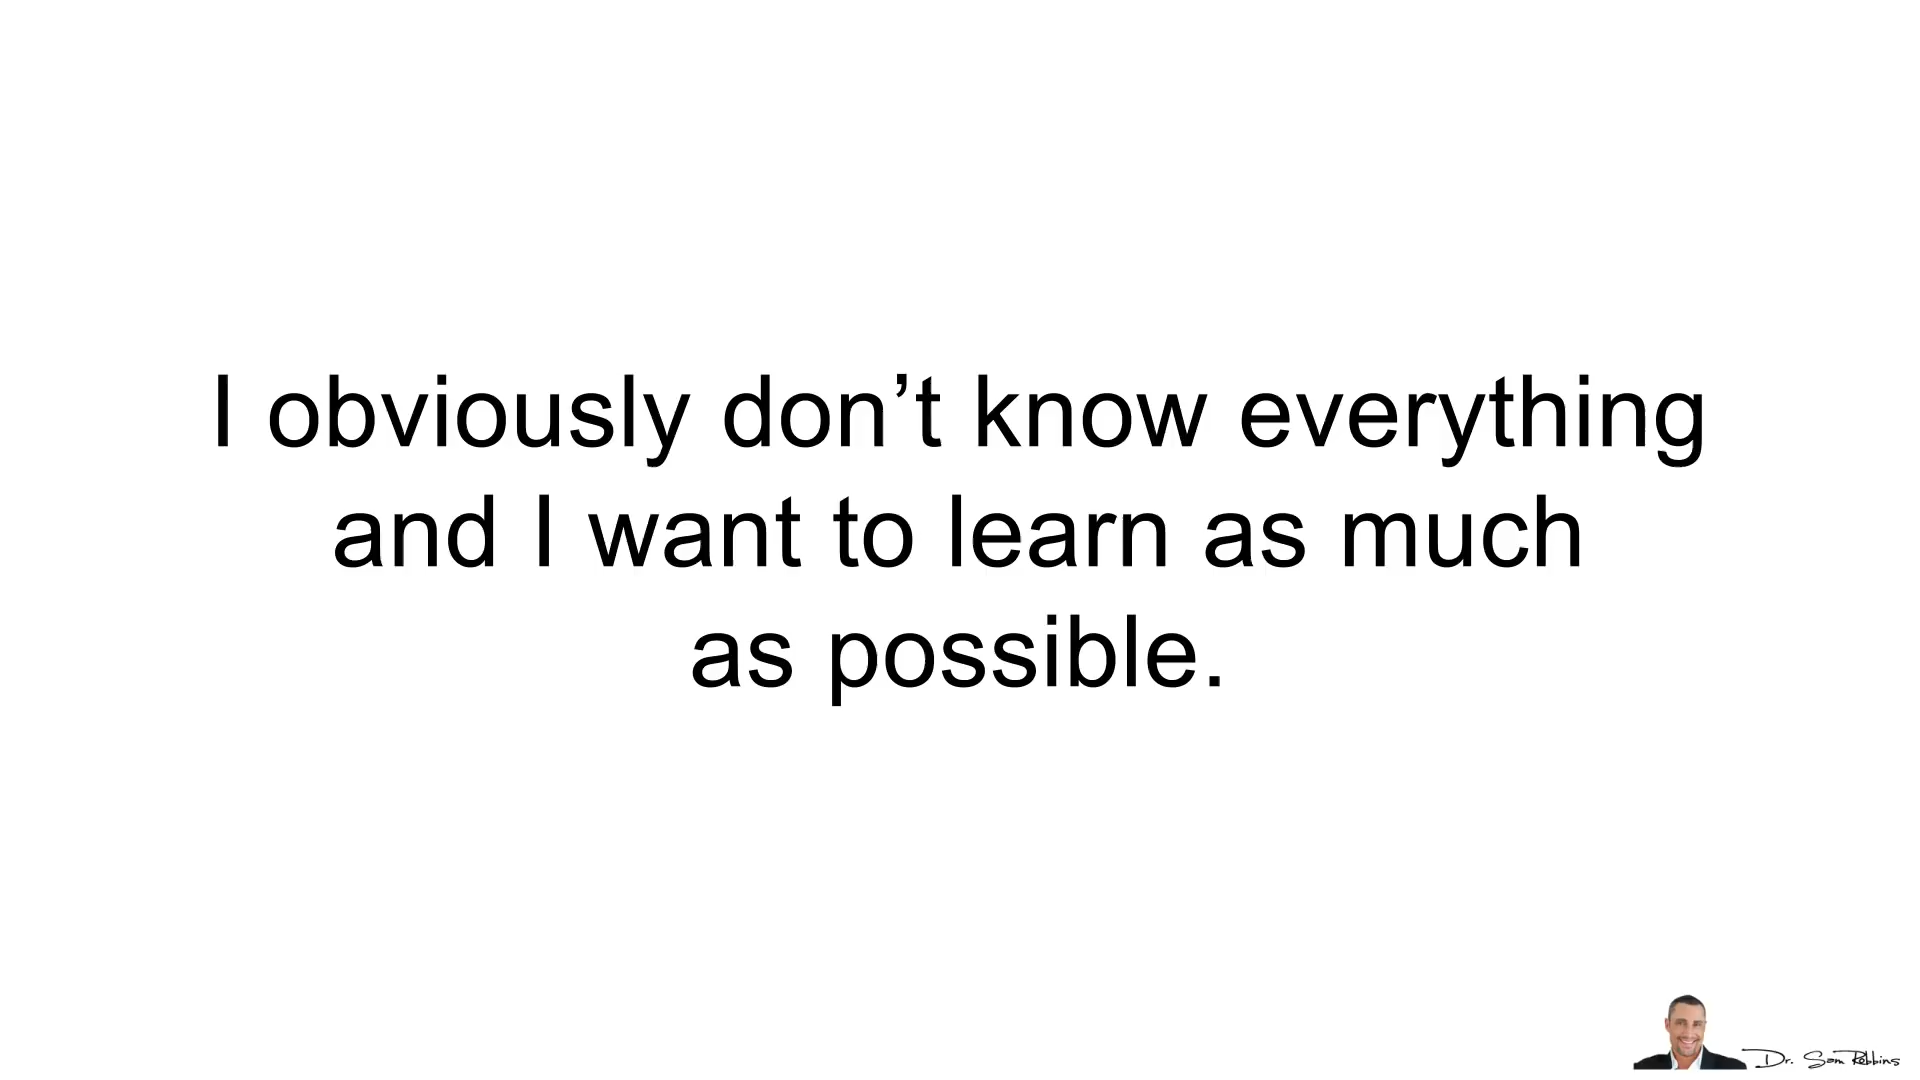 I obviously don’t know everything
and I want to learn as much
as possible.
Dr. Sam Robbins